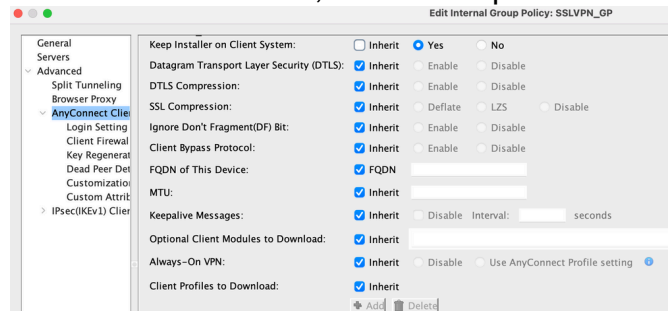 Edit Internal Group Policy: SSLVPN_GP
General
Servers
Advanced
Split Tunneling
Browser Proxy
AnyConnect Clie
Login Setting
Client Firewal
Key Regenerat
Dead Peer Det
Customization
Custom Attrib
IPsec(IKEv1) Clier
Keep Installer on Client System: Inherit Yes No
Datagram Transport Layer Security (DTLS): Inherit Enable Disable
DTLS Compression: Inherit Enable Disable
SSL Compression: Inherit Deflate LZS Disable
Ignore Don't Fragment(DF) Bit: Inherit Enable Disable
Client Bypass Protocol: Inherit Enable Disable
FQDN of This Device: FQDN
MTU: Inherit
Keepalive Messages: Inherit Disable Interval: seconds
Optional Client Modules to Download: Inherit
Always-On VPN: Inherit Disable Use AnyConnect Profile setting
Client Profiles to Download: Inherit
Add Delete